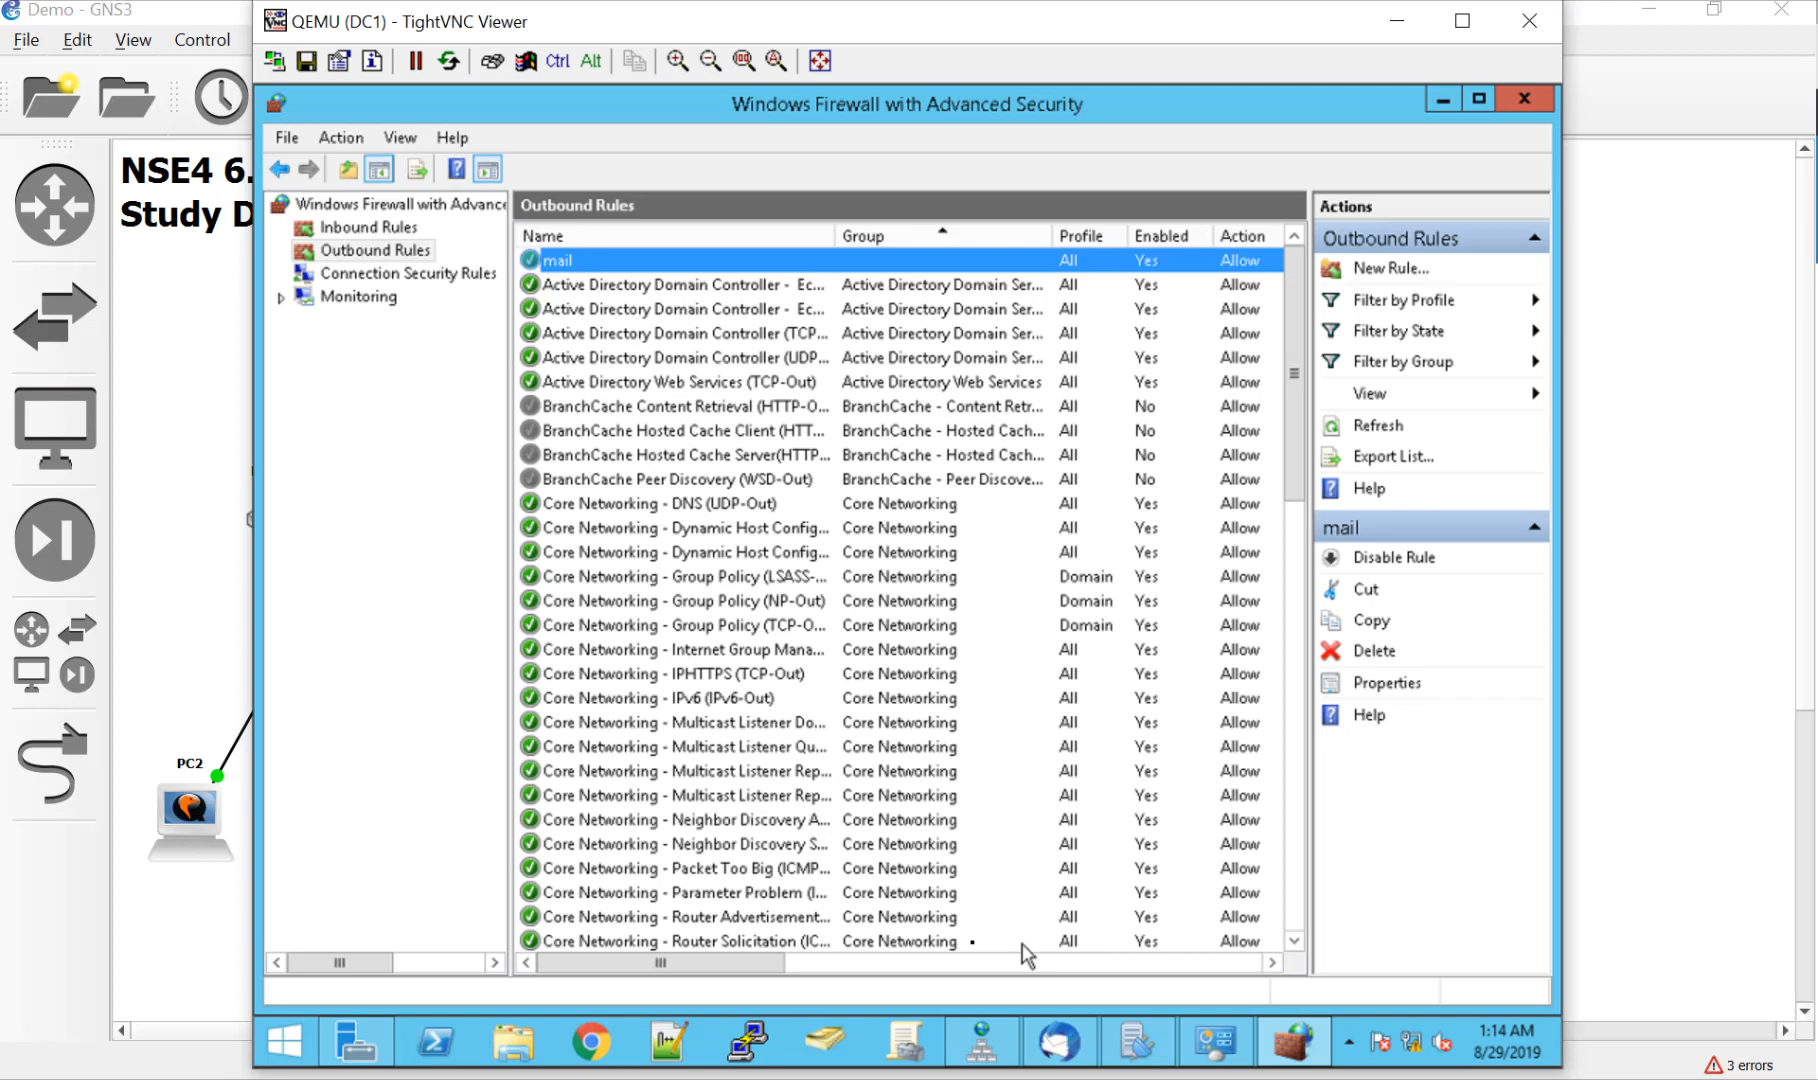 Demo - GNS3
File Edit View Control
NSE4 6.
Study D
PC2
3 errors
QEMU (DC1) - TightVNC Viewer
Ctrl Alt
Windows Firewall with Advanced Security
File Action View Help
Windows Firewall with Advance
Inbound Rules
Outbound Rules
Connection Security Rules
Monitoring
Outbound Rules
Name Group Profile Enabled Action
mail All Yes Allow
Active Directory Domain Controller - Ec... Active Directory Domain Ser... All Yes Allow
Active Directory Domain Controller - Ec... Active Directory Domain Ser... All Yes Allow
Active Directory Domain Controller (TCP... Active Directory Domain Ser... All Yes Allow
Active Directory Domain Controller (UDP... Active Directory Domain Ser... All Yes Allow
Active Directory Web Services (TCP-Out) Active Directory Web Services All Yes Allow
BranchCache Content Retrieval (HTTP-O... BranchCache - Content Retr... All No Allow
BranchCache Hosted Cache Client (HTT... BranchCache - Hosted Cach... All No Allow
BranchCache Hosted Cache Server(HTTP... BranchCache - Hosted Cach... All No Allow
BranchCache Peer Discovery (WSD-Out) BranchCache - Peer Discove... All No Allow
Core Networking - DNS (UDP-Out) Core Networking All Yes Allow
Core Networking - Dynamic Host Config... Core Networking All Yes Allow
Core Networking - Dynamic Host Config... Core Networking All Yes Allow
Core Networking - Group Policy (LSASS-... Core Networking Domain Yes Allow
Core Networking - Group Policy (NP-Out) Core Networking Domain Yes Allow
Core Networking - Group Policy (TCP-O... Core Networking Domain Yes Allow
Core Networking - Internet Group Mana... Core Networking All Yes Allow
Core Networking - IPHTTPS (TCP-Out) Core Networking All Yes Allow
Core Networking - IPv6 (IPv6-Out) Core Networking All Yes Allow
Core Networking - Multicast Listener Do... Core Networking All Yes Allow
Core Networking - Multicast Listener Qu... Core Networking All Yes Allow
Core Networking - Multicast Listener Rep... Core Networking All Yes Allow
Core Networking - Multicast Listener Rep... Core Networking All Yes Allow
Core Networking - Neighbor Discovery A... Core Networking All Yes Allow
Core Networking - Neighbor Discovery S... Core Networking All Yes Allow
Core Networking - Packet Too Big (ICMP... Core Networking All Yes Allow
Core Networking - Parameter Problem (I... Core Networking All Yes Allow
Core Networking - Router Advertisement... Core Networking All Yes Allow
Core Networking - Router Solicitation (IC... Core Networking All Yes Allow
Actions
Outbound Rules
New Rule...
Filter by Profile
Filter by State
Filter by Group
View
Refresh
Export List...
Help
mail
Disable Rule
Cut
Copy
Delete
Properties
Help
1:14 AM
8/29/2019